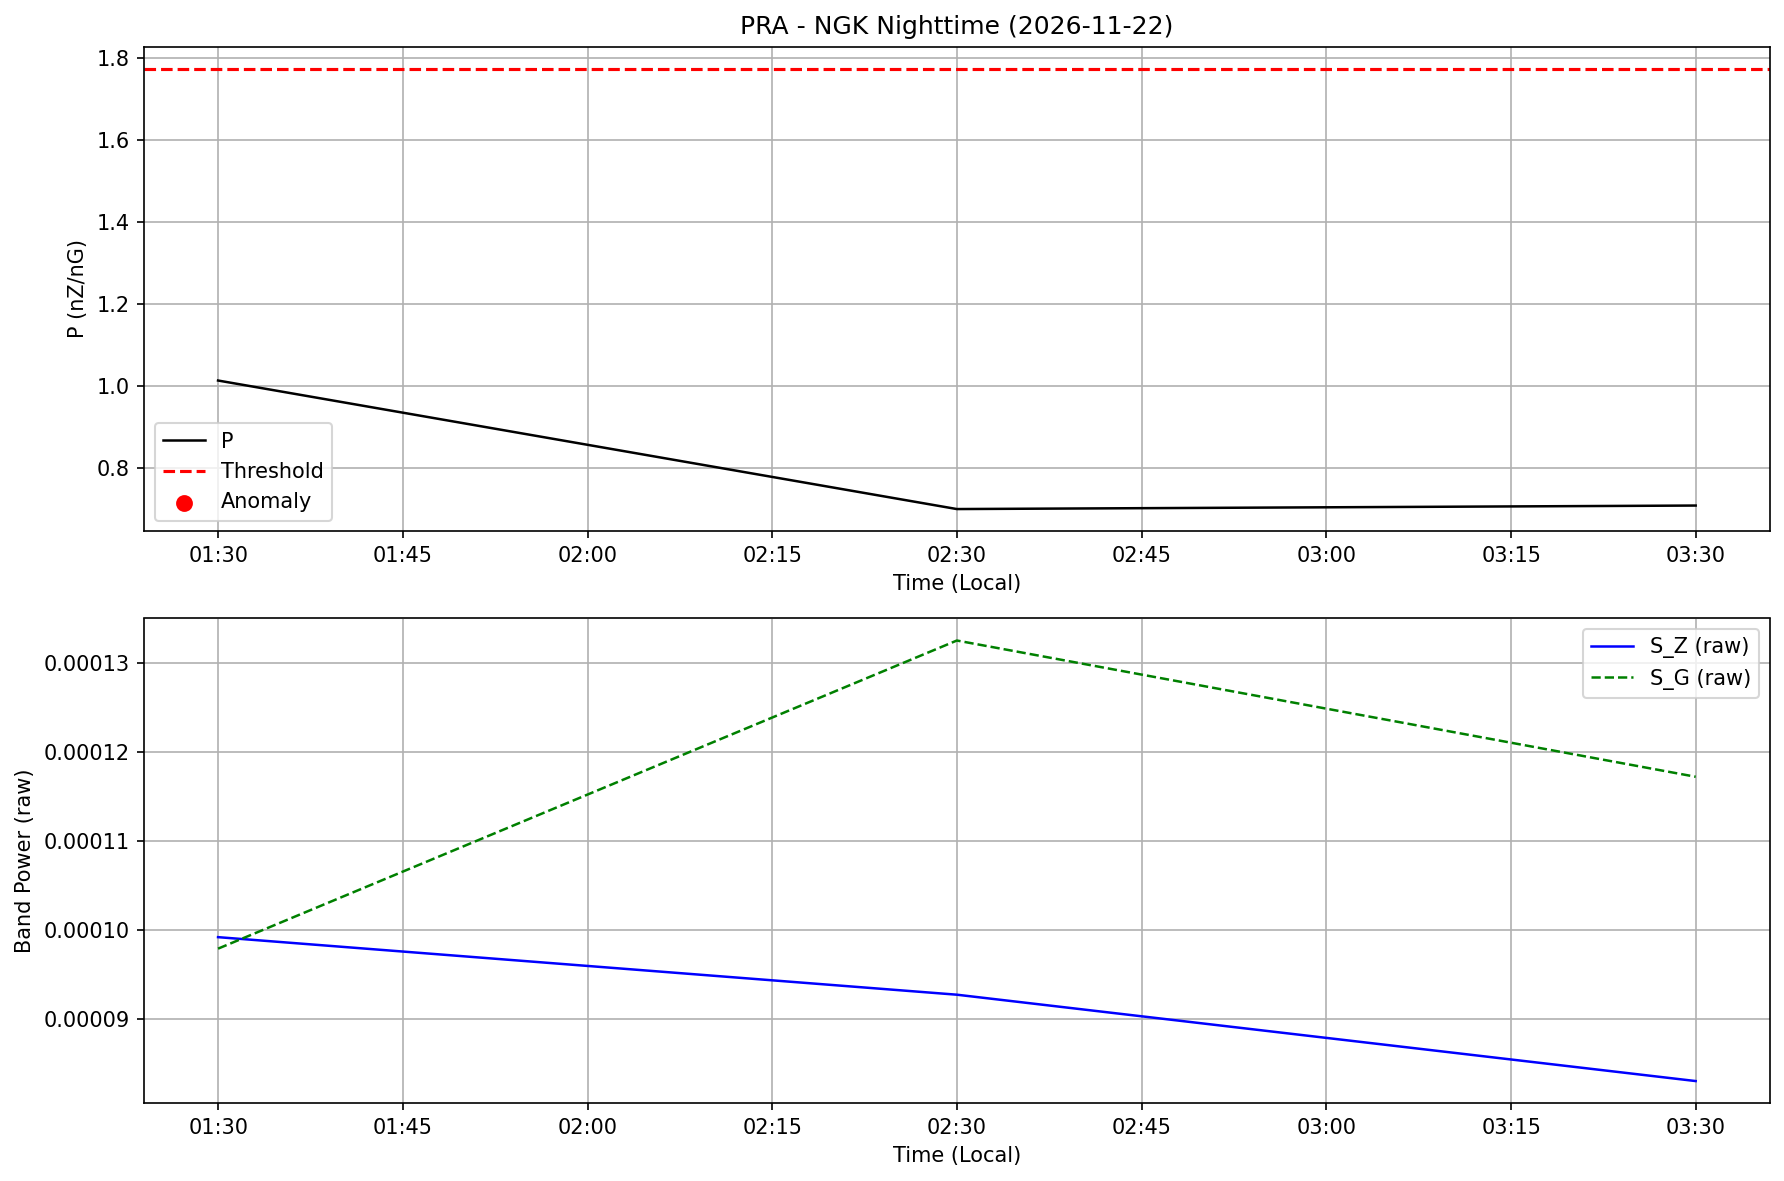 PRA - NGK Nighttime (2026-11-22)
1.8
1.6
1.4
1.2
1.0
0.8
P (nZ/nG)
P
Threshold
Anomaly
01:30 01:45 02:00 02:15 02:30 02:45 03:00 03:15 03:30
Time (Local)
0.00013
0.00012
0.00011
0.00010
0.00009
Band Power (raw)
S_Z (raw)
S_G (raw)
01:30 01:45 02:00 02:15 02:30 02:45 03:00 03:15 03:30
Time (Local)